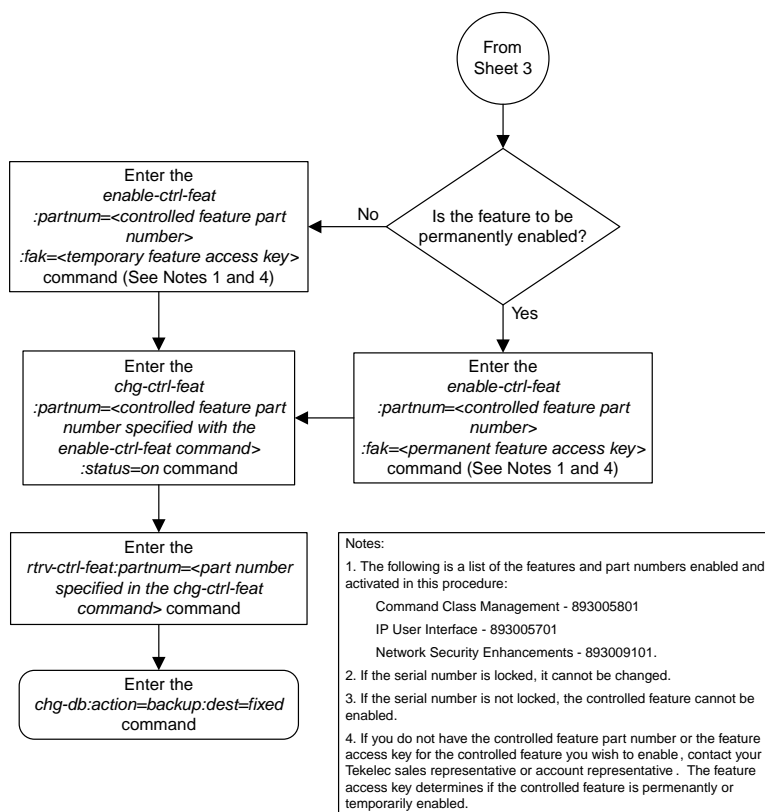 From
Sheet 3
Is the feature to be
permanently enabled?
No
Yes
Enter the
enable-ctrl-feat
:partnum=<controlled feature part
number>
:fak=<temporary feature access key>
command (See Notes 1 and 4)
Enter the
enable-ctrl-feat
:partnum=<controlled feature part
number>
:fak=<permanent feature access key>
command (See Notes 1 and 4)
Enter the
chg-ctrl-feat
:partnum=<controlled feature part
number specified with the
enable-ctrl-feat command>
:status=on command
Enter the
rtrv-ctrl-feat:partnum=<part number
specified in the chg-ctrl-feat
command> command
Enter the
chg-db:action=backup:dest=fixed
command
Notes:
1. The following is a list of the features and part numbers enabled and
activated in this procedure:
Command Class Management - 893005801
IP User Interface - 893005701
Network Security Enhancements - 893009101.
2. If the serial number is locked, it cannot be changed.
3. If the serial number is not locked, the controlled feature cannot be
enabled.
4. If you do not have the controlled feature part number or the feature
access key for the controlled feature you wish to enable, contact your
Tekelec sales representative or account representative. The feature
access key determines if the controlled feature is permenantly or
temporarily enabled.